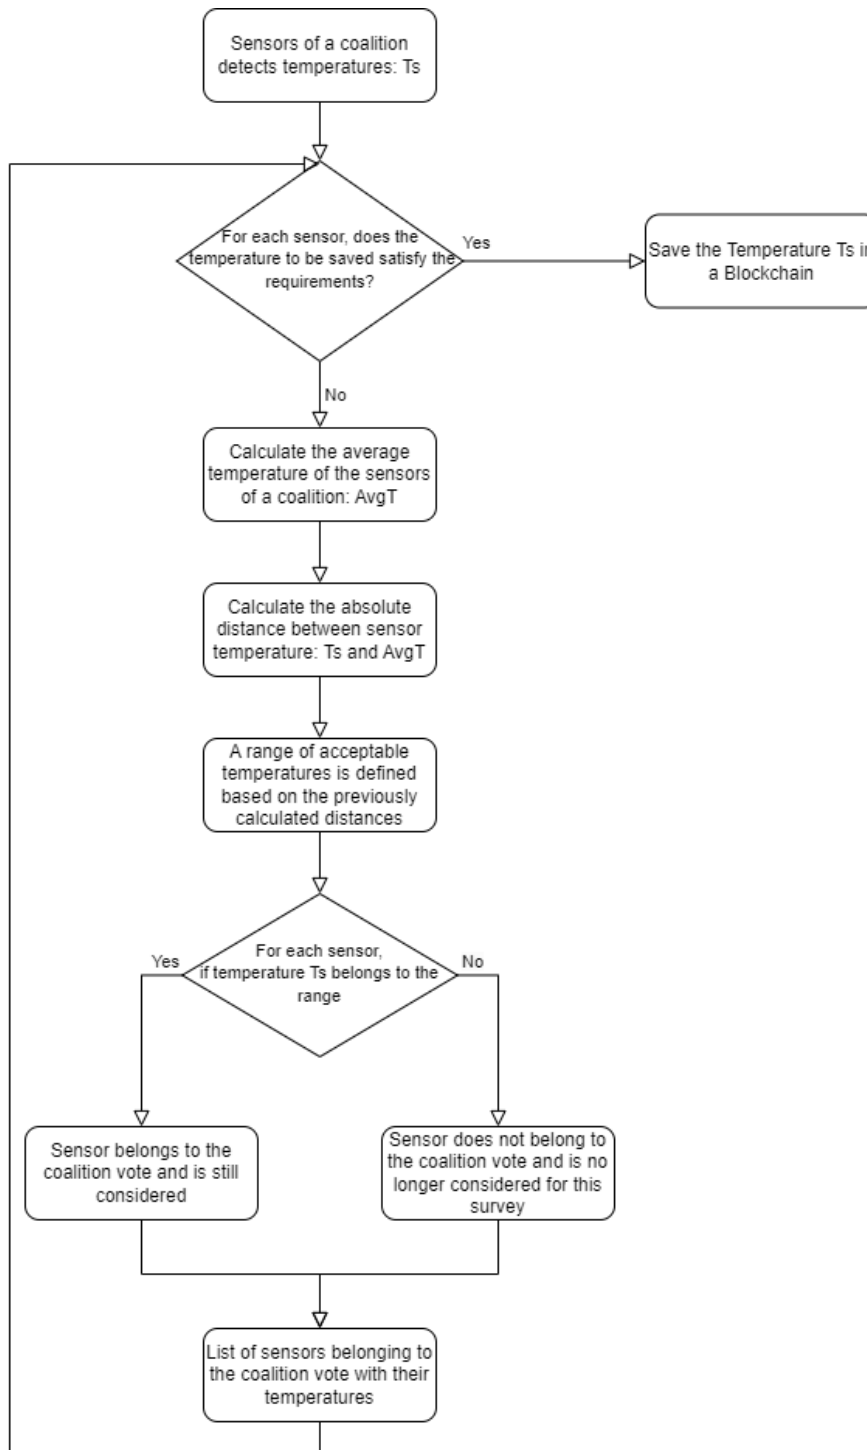 Sensors of a coalition
detects temperatures: Ts
For each sensor, does the
temperature to be saved satisfy the
requirements?
Yes
Save the Temperature Ts in
a Blockchain
No
Calculate the average
temperature of the sensors
of a coalition: AvgT
Calculate the absolute
distance between sensor
temperature: Ts and AvgT
A range of acceptable
temperatures is defined
based on the previously
calculated distances
For each sensor,
if temperature Ts belongs to the
range
Yes
No
Sensor belongs to the
coalition vote and is still
considered
Sensor does not belong to
the coalition vote and is no
longer considered for this
survey
List of sensors belonging to
the coalition vote with their
temperatures